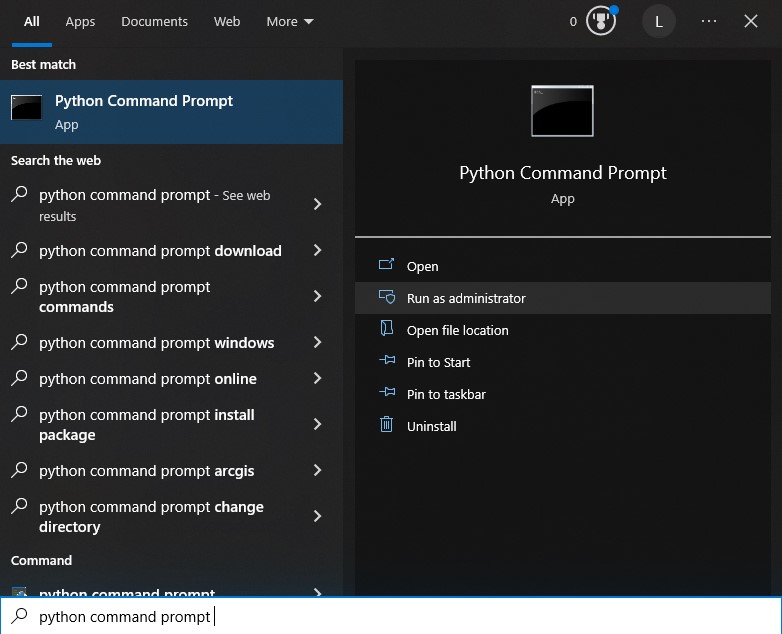 All Apps Documents Web More 0 L
Best match
Python Command Prompt
App
Search the web
python command prompt - See web
results
python command prompt download
python command prompt
commands
python command prompt windows
python command prompt online
python command prompt install
package
python command prompt arcgis
python command prompt change
directory
Command
python command prompt
Python Command Prompt
App
Open
Run as administrator
Open file location
Pin to Start
Pin to taskbar
Uninstall
python command prompt